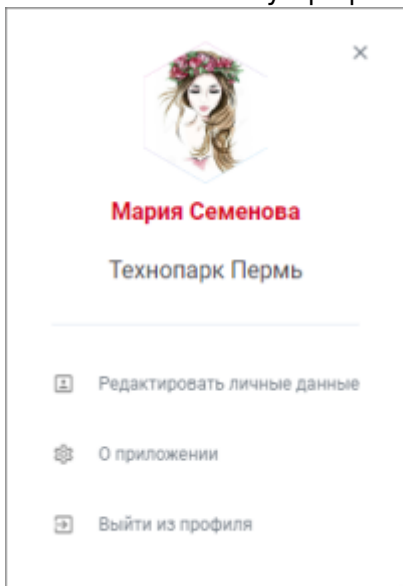 Мария Семенова
Технопарк Пермь
Редактировать личные данные
О приложении
Выйти из профиля